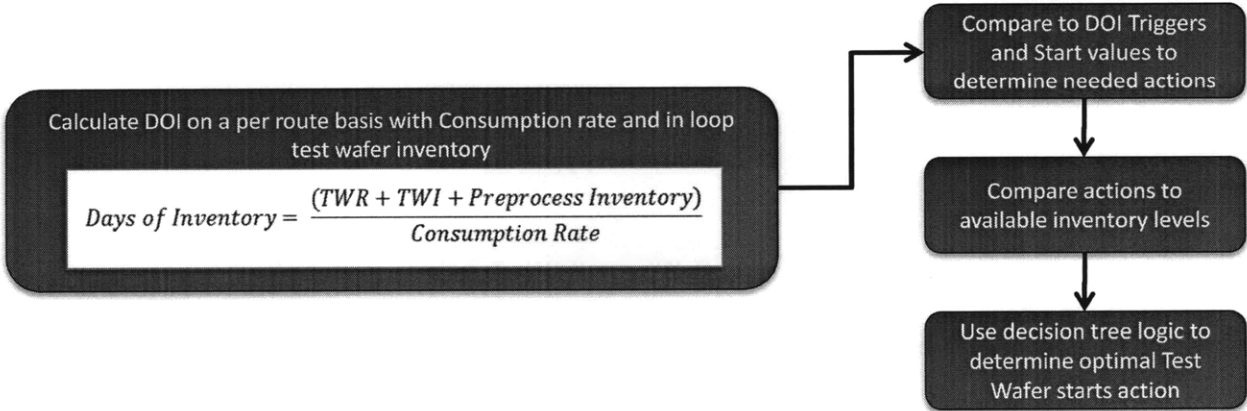 Calculate DOI on a per route basis with Consumption rate and in loop
test wafer inventory
Days of Inventory = (TWR + TWI + Preprocess Inventory)
Consumption Rate
Compare to DOI Triggers
and Start values to
determine needed actions
Compare actions to
available inventory levels
Use decision tree logic to
determine optimal Test
Wafer starts action